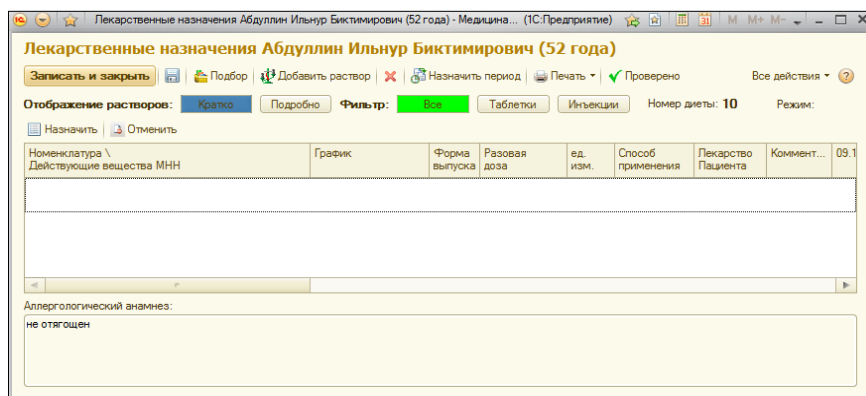 Лекарственные назначения Абдуллин Ильнур Биктимирович (52 года) - Медицина... (1С:Предприятие) 31 M M+ M-
Лекарственные назначения Абдуллин Ильнур Биктимирович (52 года)
Записать и закрыть Подбор Добавить раствор Назначить период Печать Проверено Все действия ?
Отображение растворов: Кратко Подробно Фильтр: Все Таблетки Инъекции Номер диеты: 10 Режим:
Назначить Отменить
Номенклатура \ График Форма Разовая ед. Способ Лекарство Коммент... 09.1
Действующие вещества МНН выпуска доза изм. применения Пациента
Аллергологический анамнез:
не отягощен